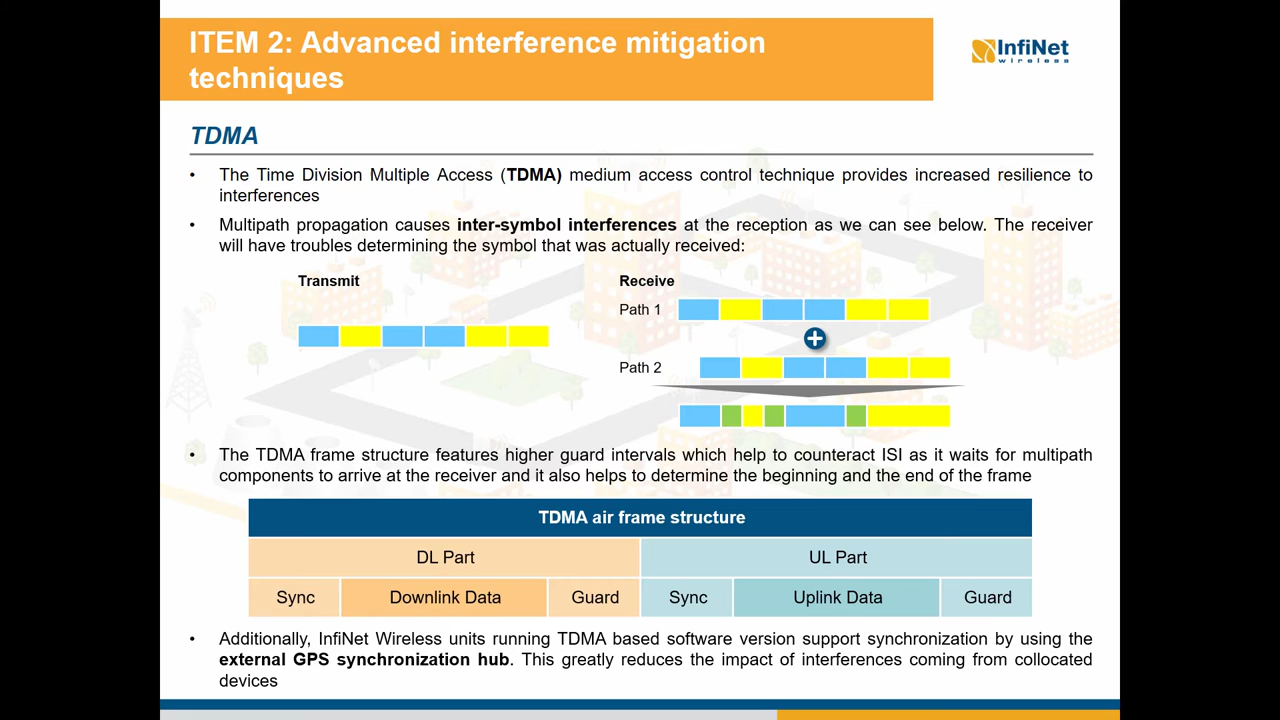 ITEM 2: Advanced interference mitigation
techniques
InfiNet
wireless
TDMA
• The Time Division Multiple Access (TDMA) medium access control technique provides increased resilience to
interferences
• Multipath propagation causes inter-symbol interferences at the reception as we can see below. The receiver
will have troubles determining the symbol that was actually received:
Transmit
Receive
Path 1
Path 2
• The TDMA frame structure features higher guard intervals which help to counteract ISI as it waits for multipath
components to arrive at the receiver and it also helps to determine the beginning and the end of the frame
TDMA air frame structure
DL Part UL Part
Sync Downlink Data Guard Sync Uplink Data Guard
• Additionally, InfiNet Wireless units running TDMA based software version support synchronization by using the
external GPS synchronization hub. This greatly reduces the impact of interferences coming from collocated
devices